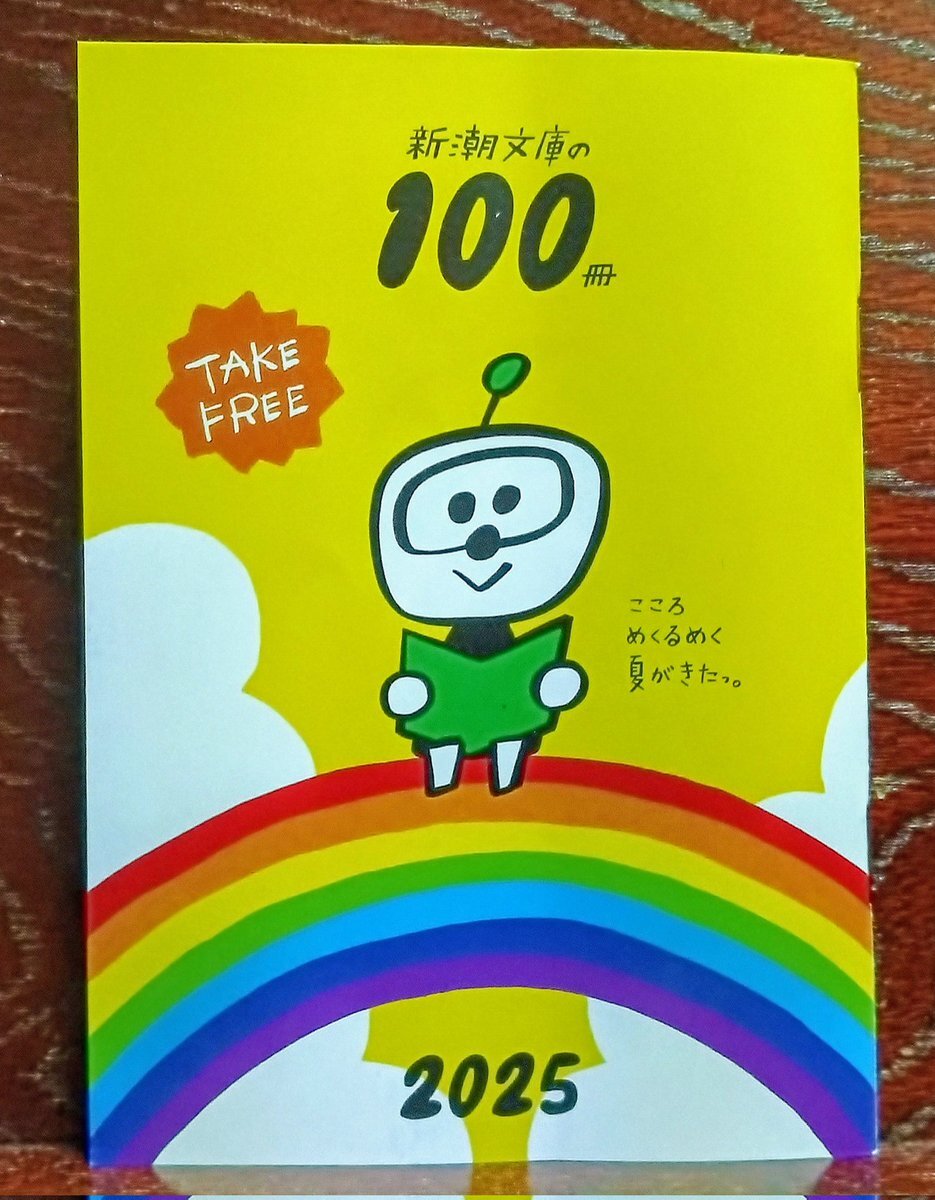 新潮文庫の
100冊
TAKE
FREE
こころ
めくるめく
夏がきたっ。
2025